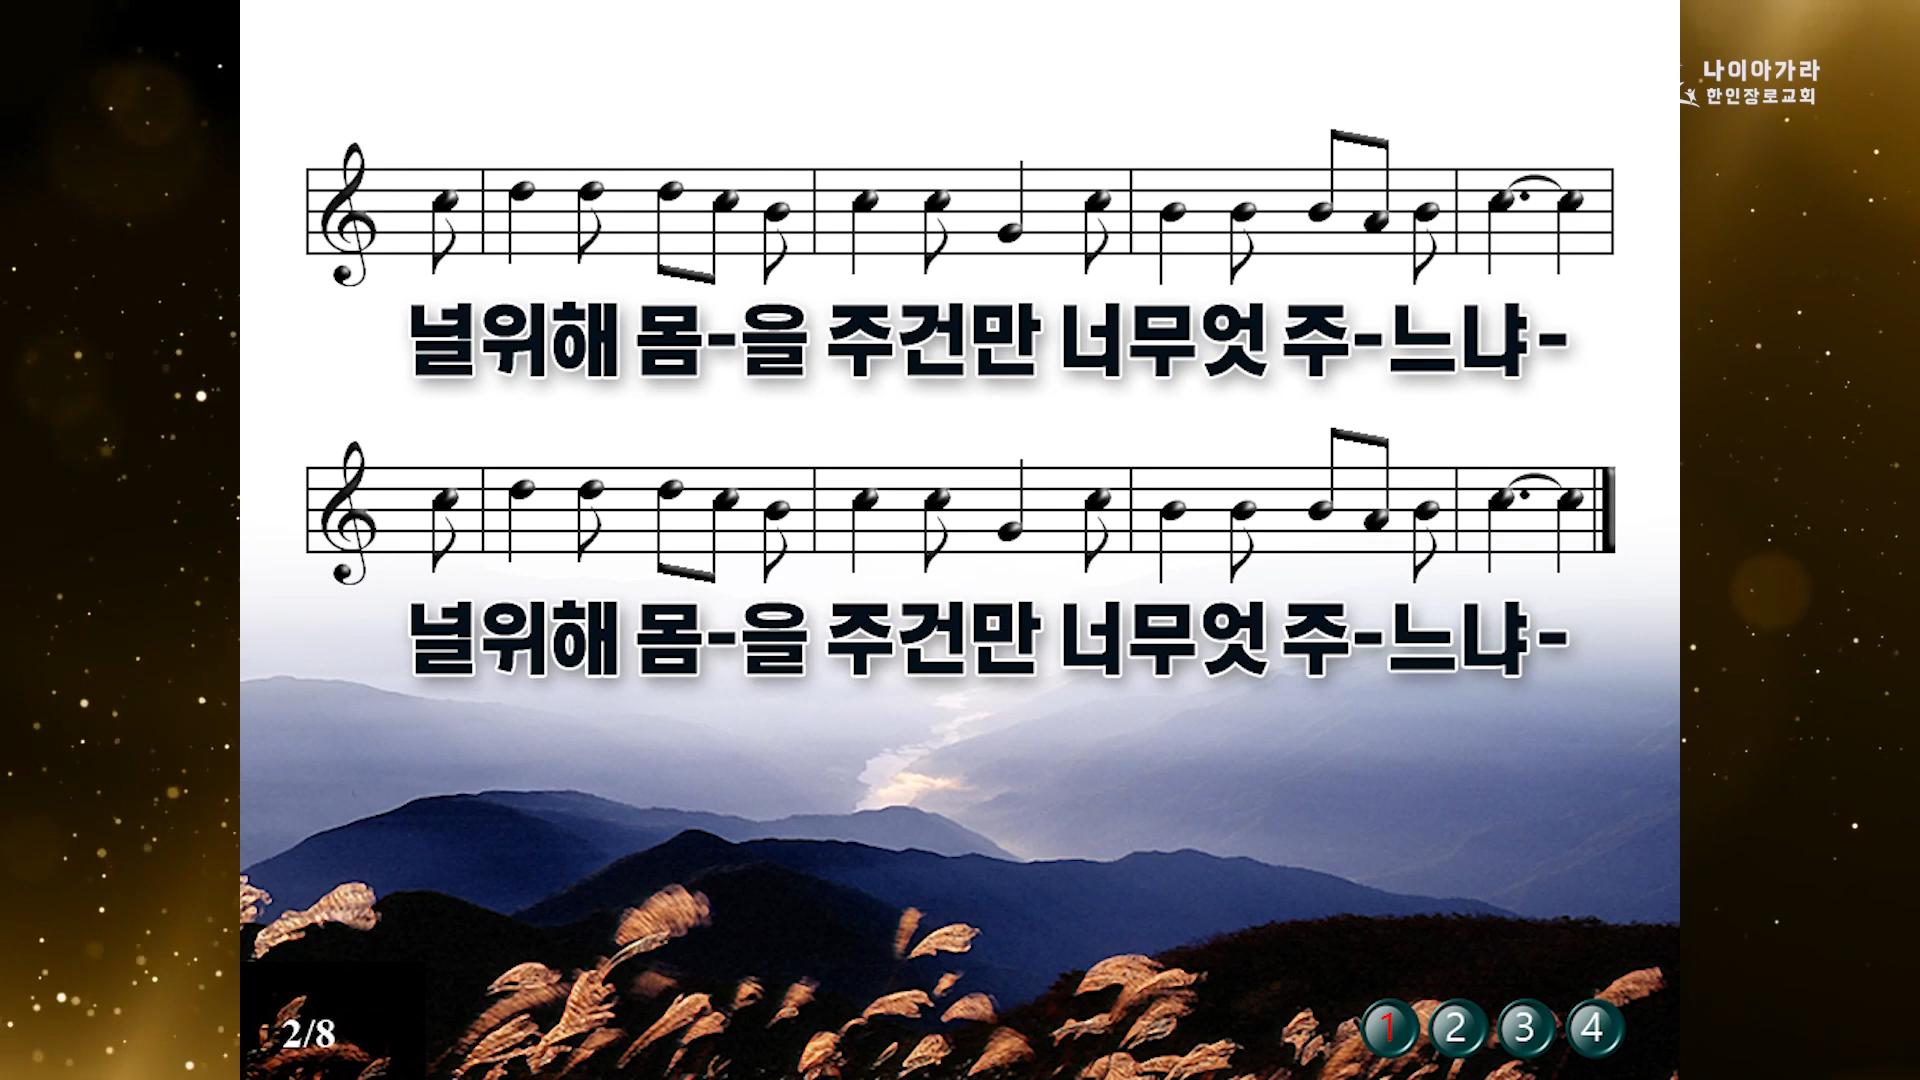 나이아가라
한인장로교회
널위해 몸-을 주건만 너무엇 주-느냐-
널위해 몸-을 주건만 너무엇 주-느냐-
2/8
1 2 3 4